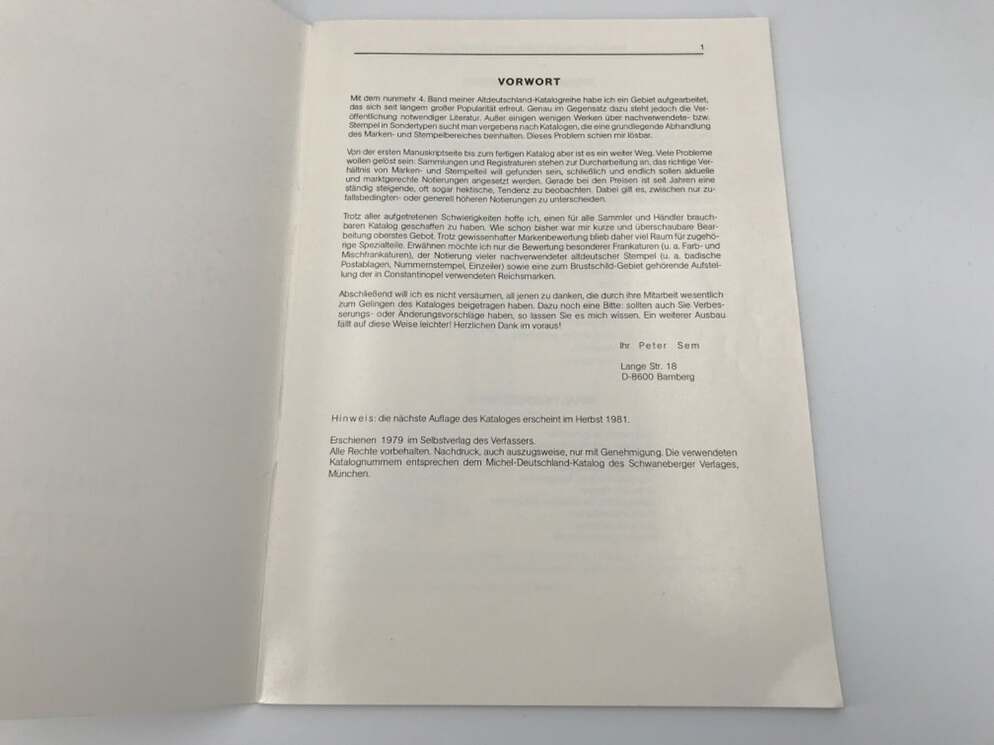 1
VORWORT
Mit dem nunmehr 4. Band meiner Altdeutschland-Katalogreihe habe ich ein Gebiet aufgearbeitet,
das sich seit langem großer Popularität erfreut. Genau im Gegensatz dazu steht jedoch die Ver-
öffentlichung notwendiger Literatur. Außer einigen wenigen Werken über nachverwendete- bzw.
Stempel in Sondertypen sucht man vergebens nach Katalogen, die eine grundlegende Abhandlung
des Marken- und Stempelbereiches beinhalten. Dieses Problem schien mir lösbar.
Von der ersten Manuskriptseite bis zum fertigen Katalog aber ist es ein weiter Weg. Viele Probleme
wollen gelöst sein: Sammlungen und Registraturen stehen zur Durcharbeitung an, das richtige Ver-
hältnis von Marken- und Stempelteil will gefunden sein, schließlich und endlich sollen aktuelle
und marktgerechte Notierungen angesetzt werden. Gerade bei den Preisen ist seit Jahren eine
ständig steigende, oft sogar hektische, Tendenz zu beobachten. Dabei gilt es, zwischen nur zu-
fallsbedingten- oder generell höheren Notierungen zu unterscheiden.
Trotz aller aufgetretenen Schwierigkeiten hoffe ich, einen für alle Sammler und Händler brauch-
baren Katalog geschaffen zu haben. Wie schon bisher war mir kurze und überschaubare Bear-
beitung oberstes Gebot. Trotz gewissenhafter Markenbewertung blieb daher viel Raum für zugehö-
rige Spezialteile. Erwähnen möchte ich nur die Bewertung besonderer Frankaturen (u. a. Farb- und
Mischfrankaturen), der Notierung vieler nachverwendeter altdeutscher Stempel (u. a. badische
Postablagen, Nummernstempel, Einzeiler) sowie eine zum Brustschild-Gebiet gehörende Aufstel-
lung der in Constantinopel verwendeten Reichsmarken.
Abschließend will ich es nicht versäumen, all jenen zu danken, die durch ihre Mitarbeit wesentlich
zum Gelingen des Kataloges beigetragen haben. Dazu noch eine Bitte: sollten auch Sie Verbes-
serungs- oder Änderungsvorschläge haben, so lassen Sie es mich wissen. Ein weiterer Ausbau
fällt auf diese Weise leichter! Herzlichen Dank im voraus!
Ihr Peter Sem
Lange Str. 18
D-8600 Bamberg
Hinweis: die nächste Auflage des Kataloges erscheint im Herbst 1981.
Erschienen 1979 im Selbstverlag des Verfassers.
Alle Rechte vorbehalten. Nachdruck, auch auszugsweise, nur mit Genehmigung. Die verwendeten
Katalognummern entsprechen dem Michel-Deutschland-Katalog des Schwaneberger Verlages,
München.